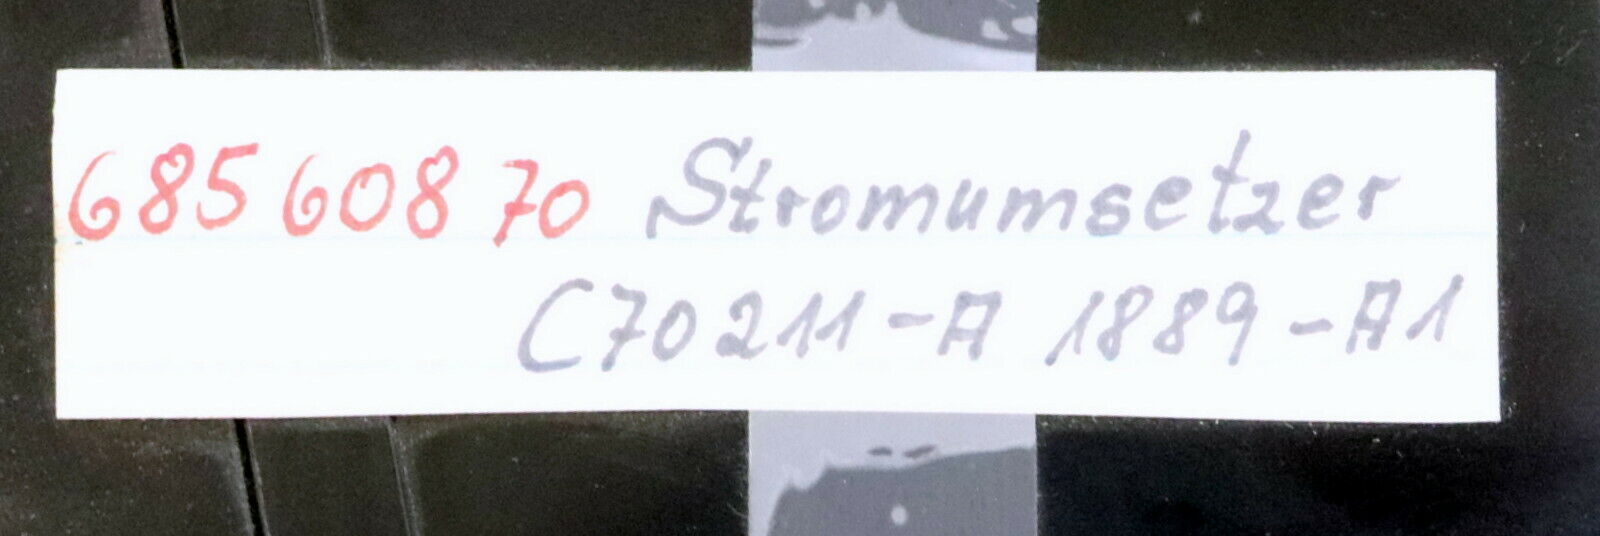 685 608 70 Stromumsetzer
C70211-A 1889-A1